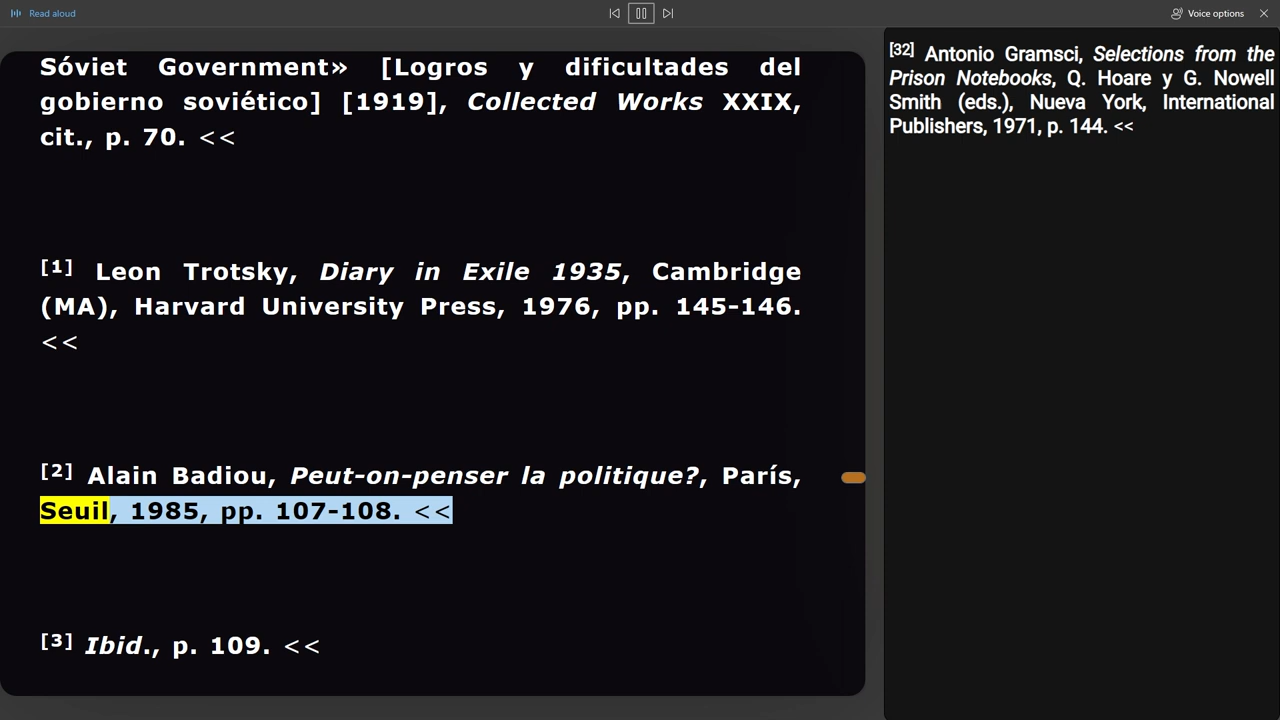 Read aloud
Voice options
Sóviet Government» [Logros y dificultades del
gobierno soviético] [1919], Collected Works XXIX,
cit., p. 70. <<
[1] Leon Trotsky, Diary in Exile 1935, Cambridge
(MA), Harvard University Press, 1976, pp. 145-146.
<<
[2] Alain Badiou, Peut-on-penser la politique?, París,
Seuil, 1985, pp. 107-108. <<
[3] Ibid., p. 109. <<
[32] Antonio Gramsci, Selections from the
Prison Notebooks, Q. Hoare y G. Nowell
Smith (eds.), Nueva York, International
Publishers, 1971, p. 144. <<